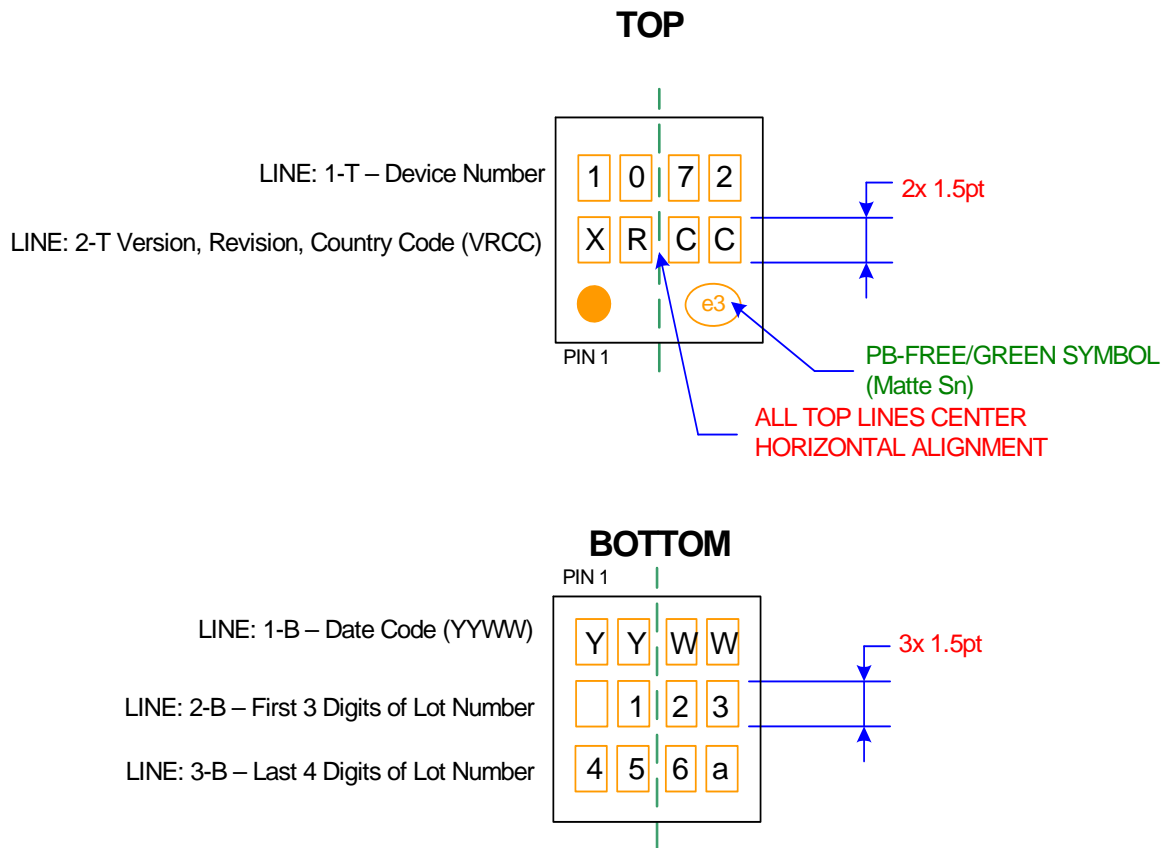 TOP
LINE: 1-T – Device Number
1 0 7 2
2x 1.5pt
LINE: 2-T Version, Revision, Country Code (VRCC)
X R C C
e3
PIN 1
PB-FREE/GREEN SYMBOL
(Matte Sn)
ALL TOP LINES CENTER
HORIZONTAL ALIGNMENT
BOTTOM
PIN 1
LINE: 1-B – Date Code (YYWW)
Y Y W W
3x 1.5pt
LINE: 2-B – First 3 Digits of Lot Number
1 2 3
LINE: 3-B – Last 4 Digits of Lot Number
4 5 6 a